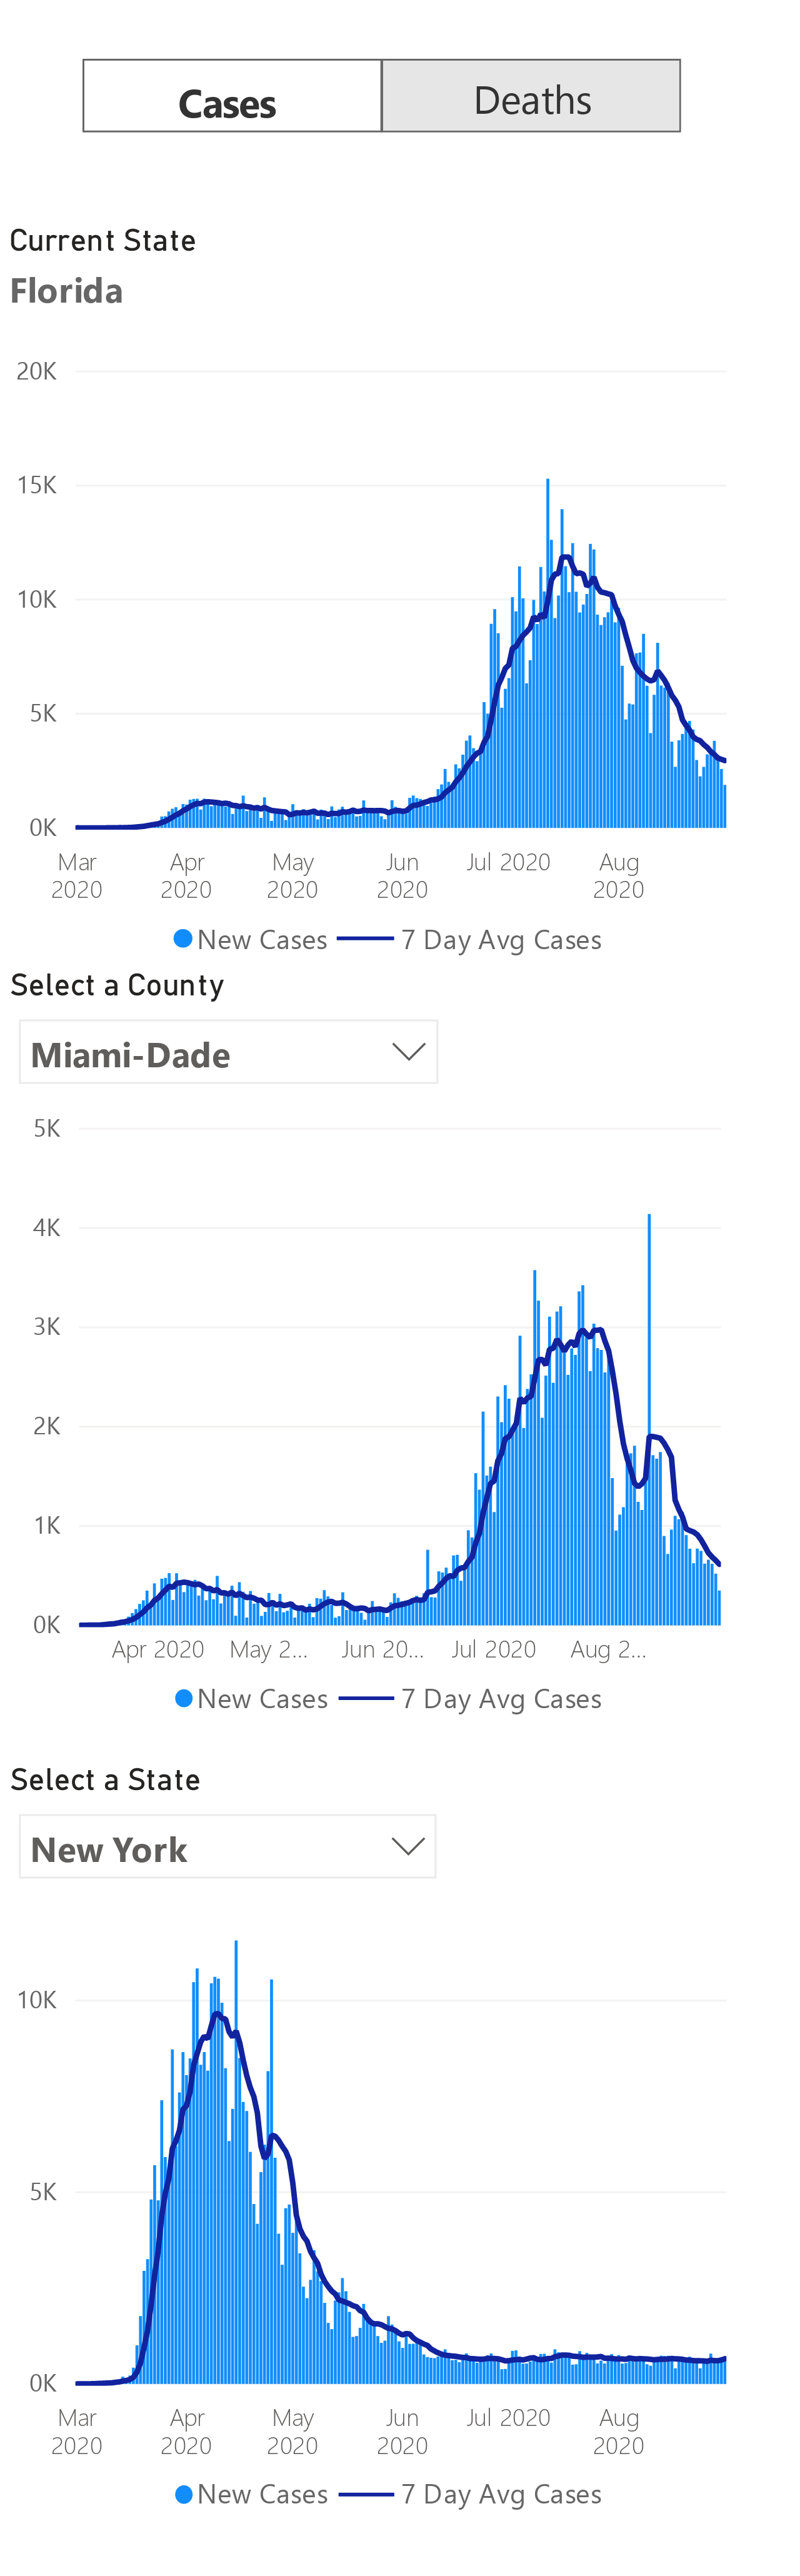 Cases Deaths
Current State
Florida
20K
15K
10K
5K
0K
Mar Apr May Jun Jul 2020 Aug
2020 2020 2020 2020 2020
New Cases 7 Day Avg Cases
Select a County
Miami-Dade
5K
4K
3K
2K
1K
0K
Apr 2020 May 2... Jun 20... Jul 2020 Aug 2...
New Cases 7 Day Avg Cases
Select a State
New York
10K
5K
0K
Mar Apr May Jun Jul 2020 Aug
2020 2020 2020 2020 2020
New Cases 7 Day Avg Cases